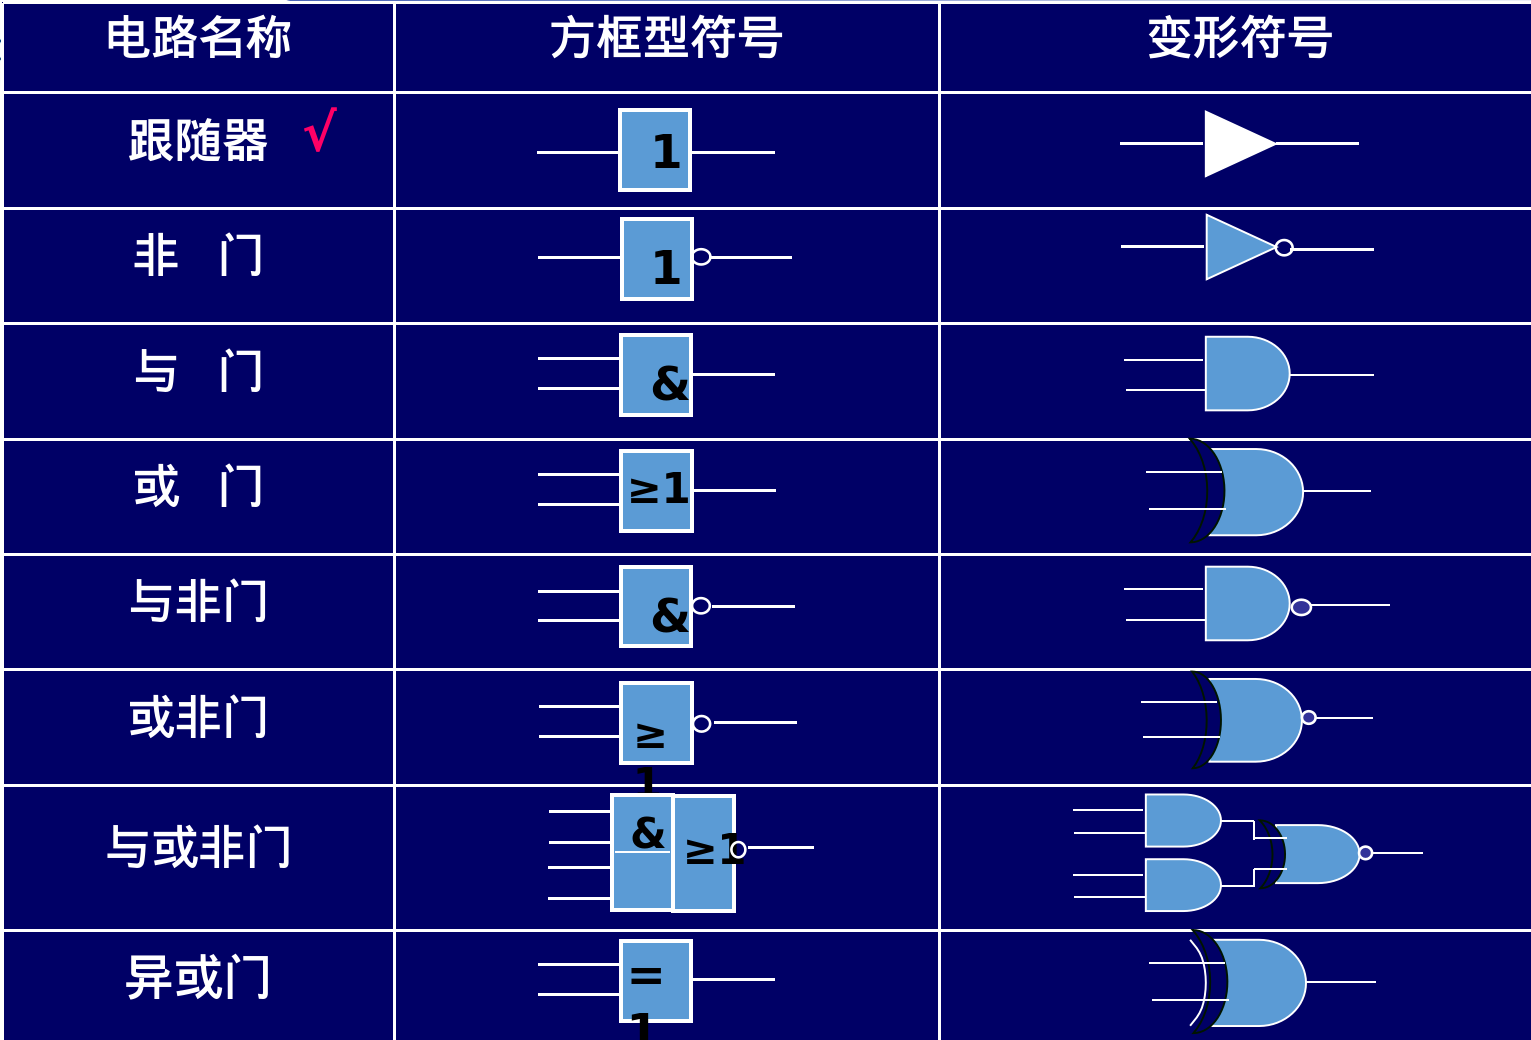 电路名称 方框型符号 变形符号
跟随器 √ 1
非 门 1
与 门 &
或 门 ≥1
与非门 &
或非门 ≥
1
与或非门 & ≥1
异或门 =
1